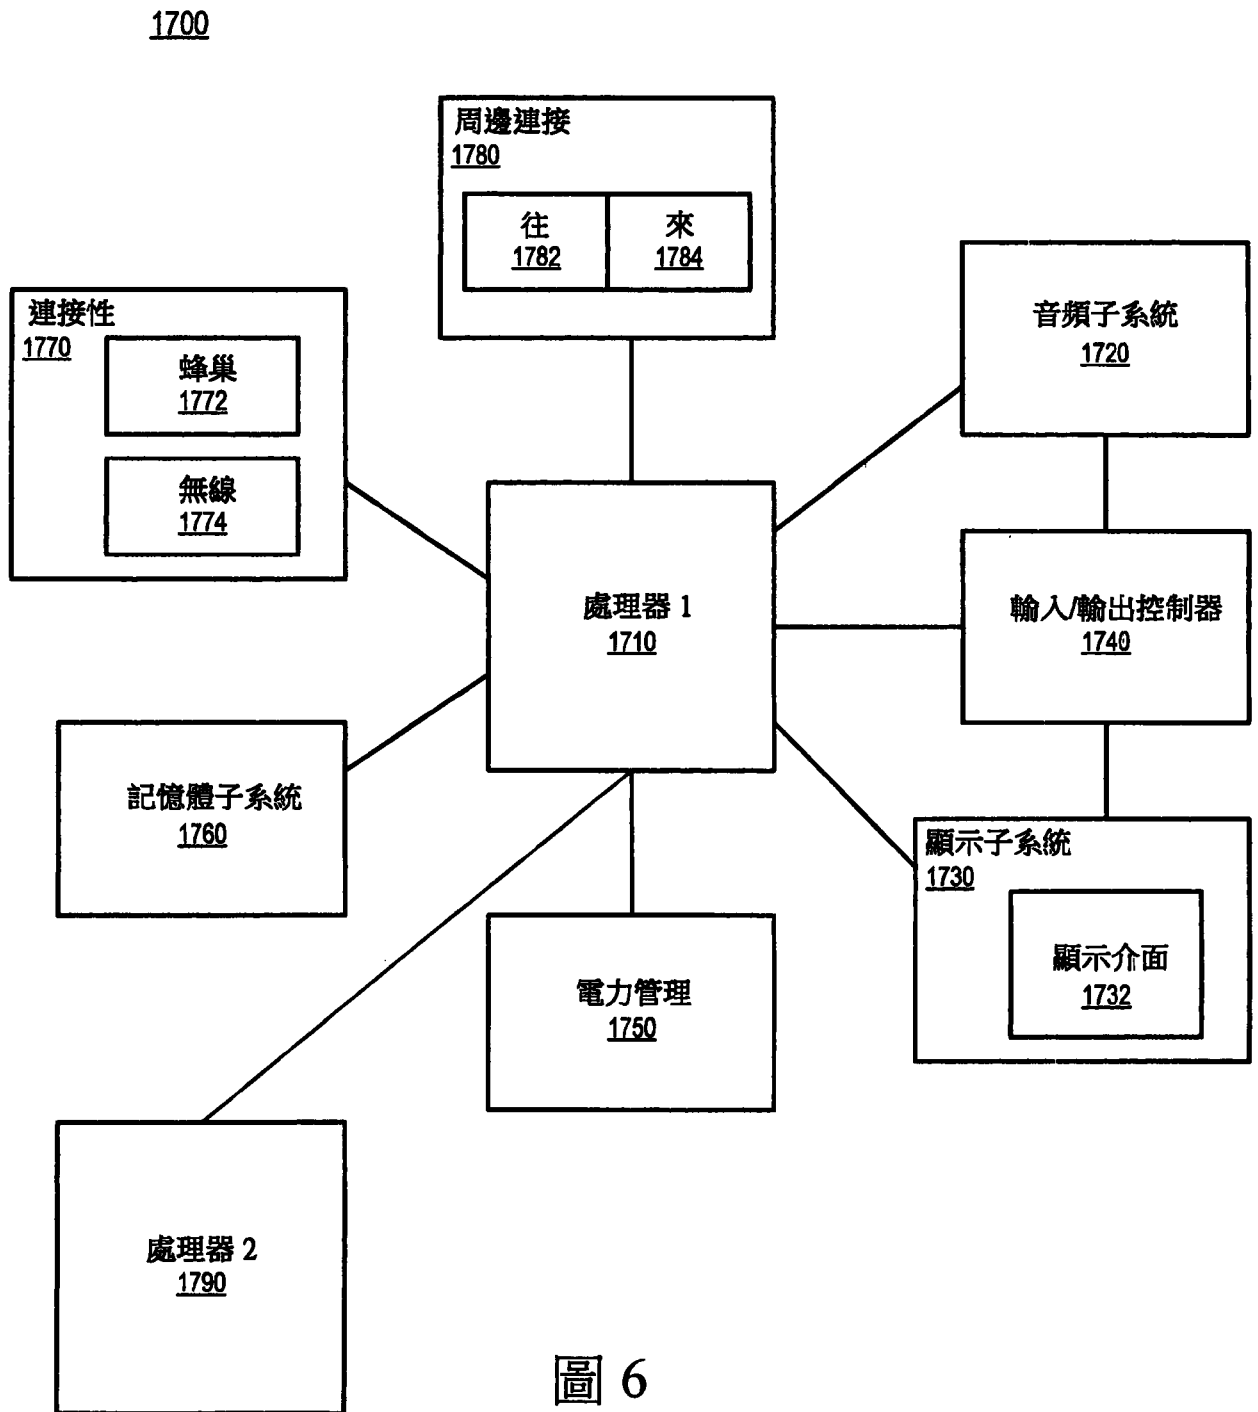 1700
周邊連接
1780
往
1782
來
1784
連接性
1770
蜂巢
1772
無線
1774
音頻子系統
1720
處理器 1
1710
輸入/輸出控制器
1740
記憶體子系統
1760
顯示子系統
1730
顯示介面
1732
電力管理
1750
處理器 2
1790
圖 6